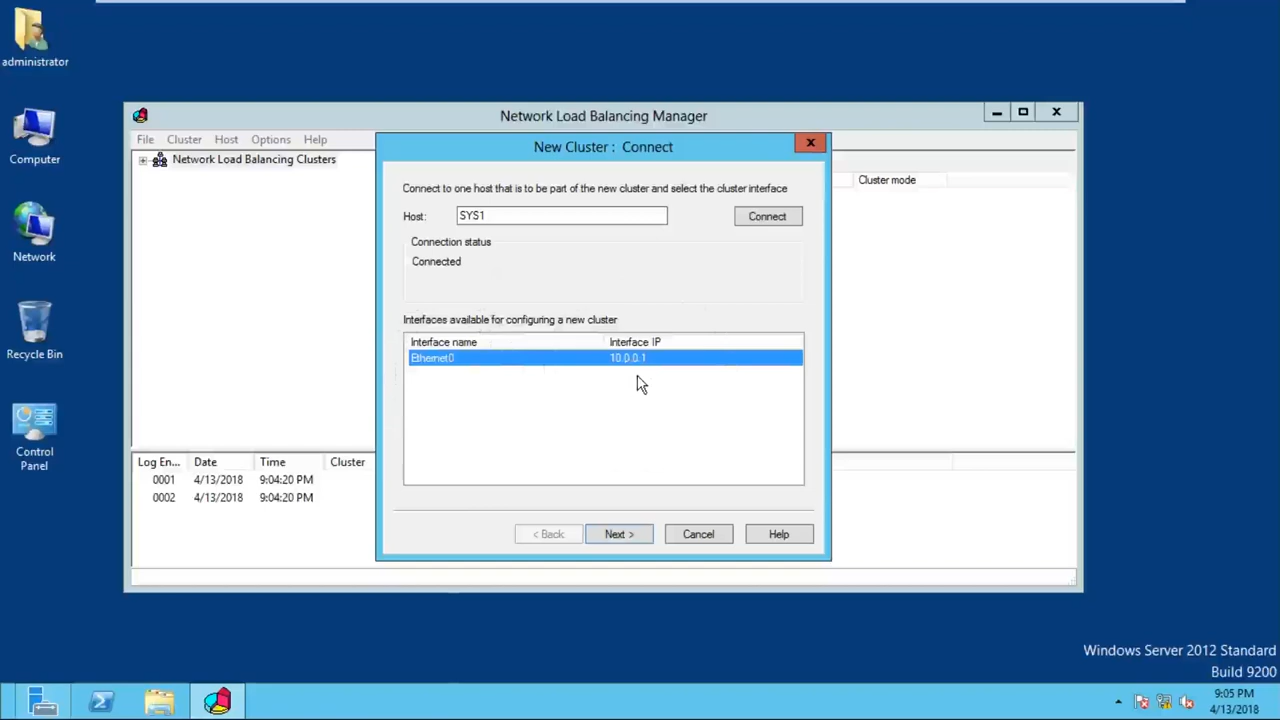 administrator
Computer
Network
Recycle Bin
Control
Panel
Network Load Balancing Manager
File Cluster Host Options Help
Network Load Balancing Clusters
Cluster mode
New Cluster : Connect
Connect to one host that is to be part of the new cluster and select the cluster interface
Host: SYS1 Connect
Connection status
Connected
Interfaces available for configuring a new cluster
Interface name Interface IP
Ethernet0 10.0.0.1
< Back Next > Cancel Help
Log En... Date Time Cluster
0001 4/13/2018 9:04:20 PM
0002 4/13/2018 9:04:20 PM
Windows Server 2012 Standard
Build 9200
9:05 PM
4/13/2018